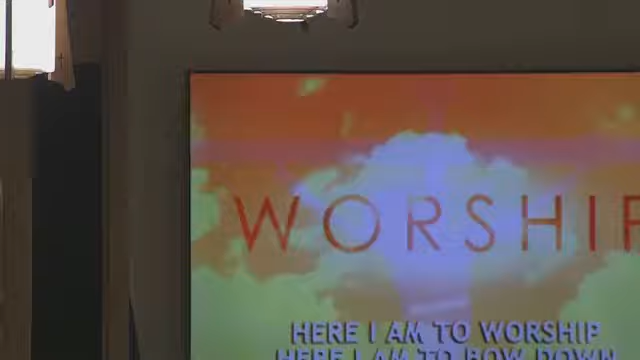 WORSHIP
HERE I AM TO WORSHIP
HERE I AM TO BOW DOWN